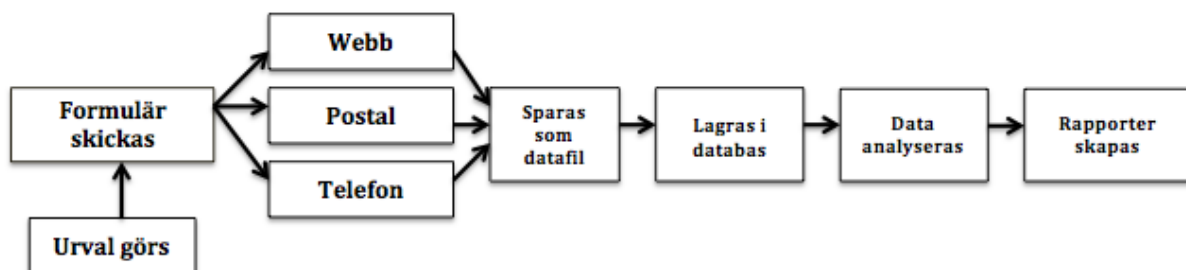 Urval görs
Formulär
skickas
Webb
Postal
Telefon
Sparas
som
datafil
Lagras i
databas
Data
analyseras
Rapporter
skapas